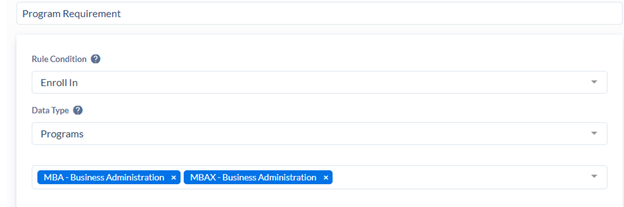 Program Requirement
Rule Condition ?
Enroll In
Data Type ?
Programs
MBA - Business Administration × MBAX - Business Administration ×